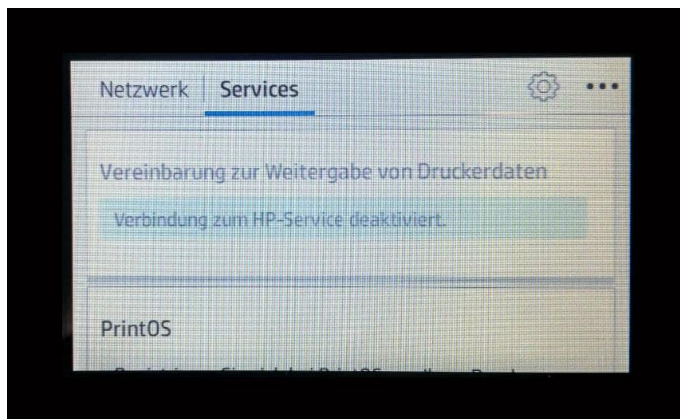 Netzwerk Services
Vereinbarung zur Weitergabe von Druckerdaten
Verbindung zum HP-Service deaktiviert.
PrintOS